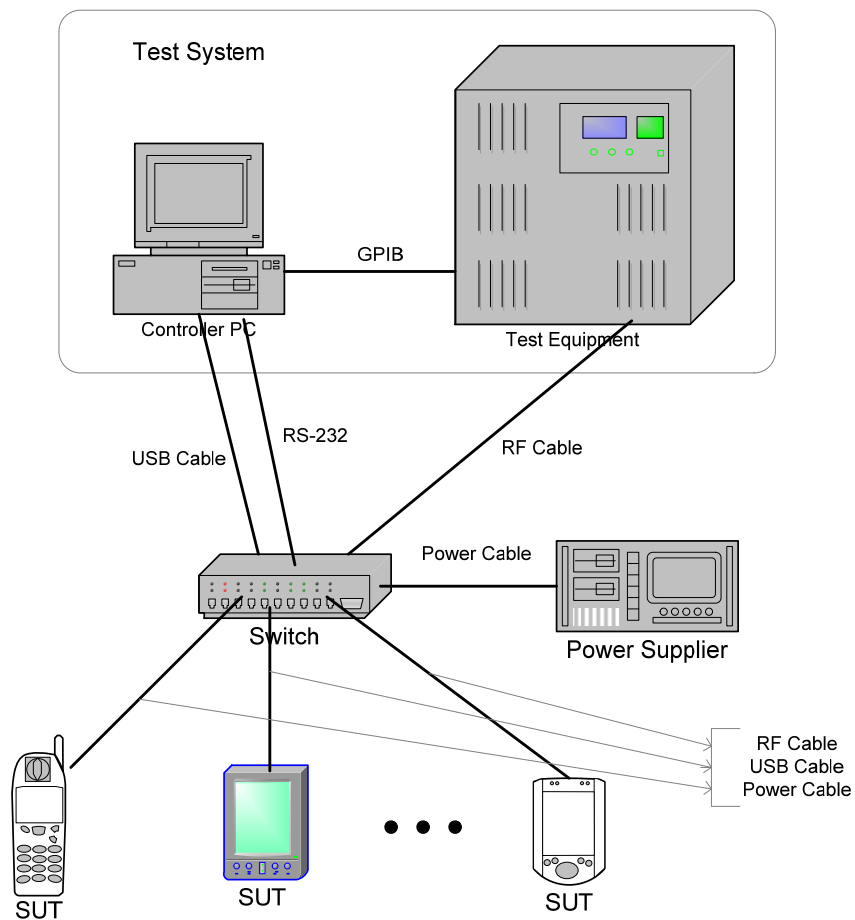 Test System
GPIB
Controller PC
Test Equipment
RS-232
USB Cable
RF Cable
Power Cable
Switch
Power Supplier
RF Cable
USB Cable
Power Cable
SUT
SUT
SUT